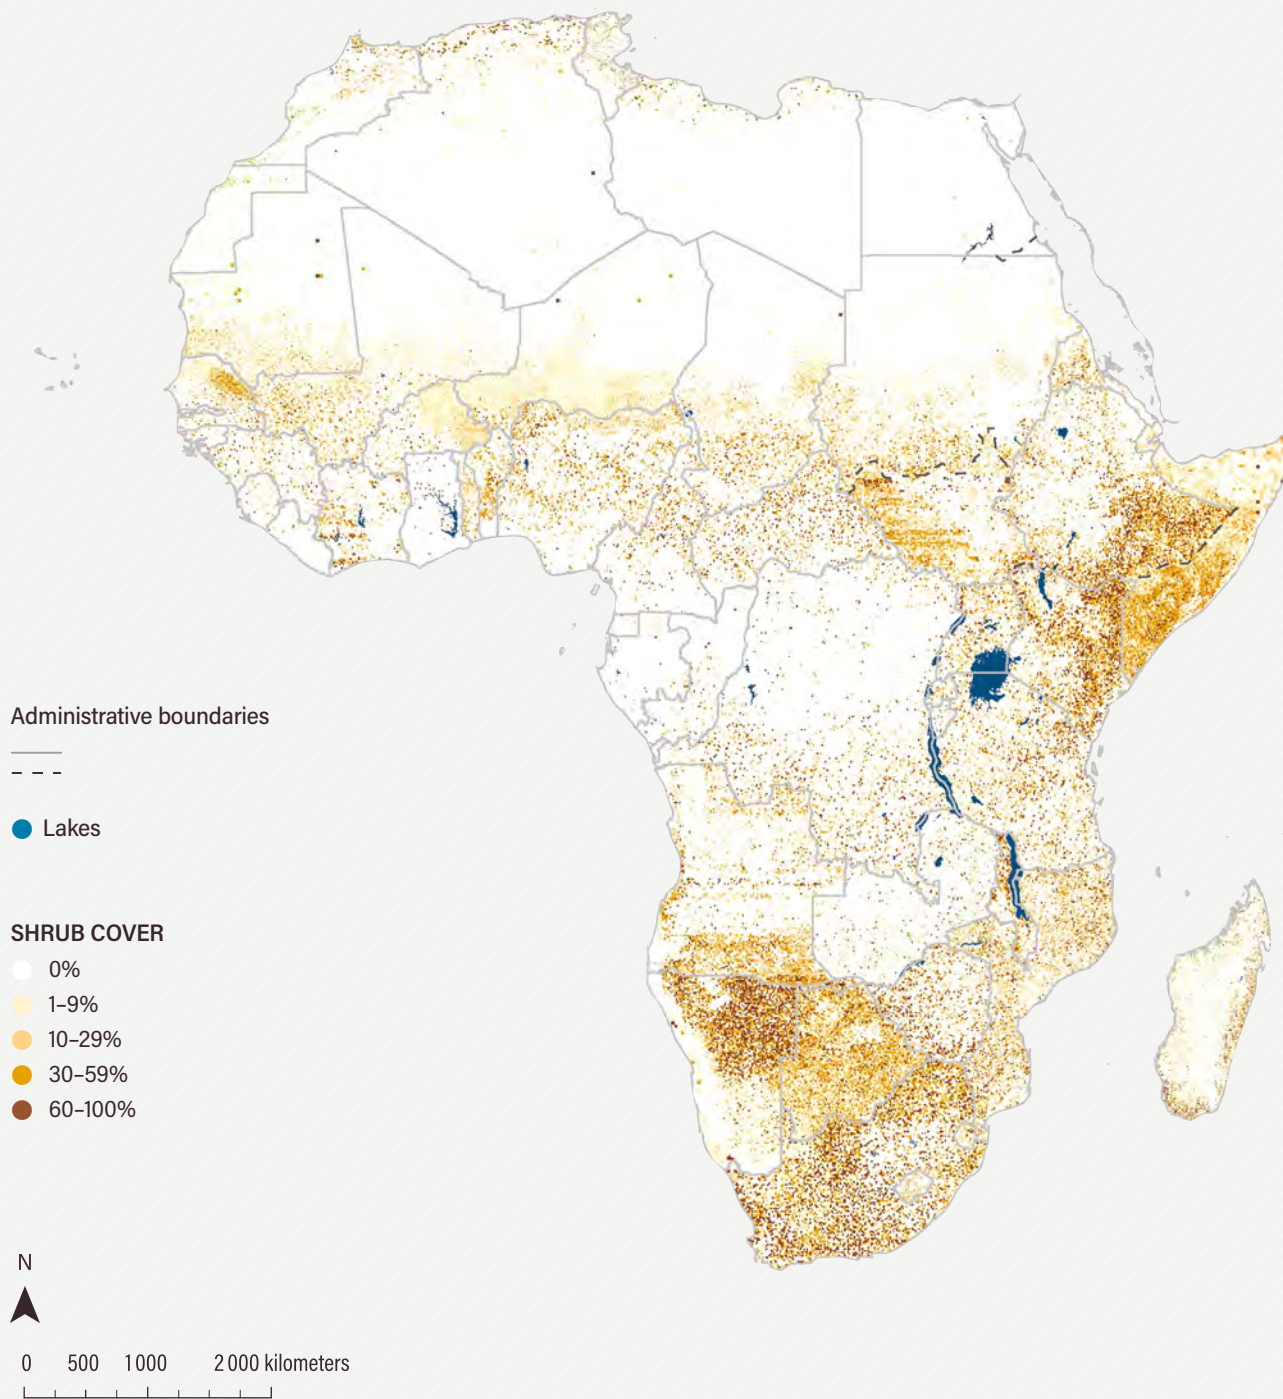 Administrative boundaries
Lakes
SHRUB COVER
0%
1–9%
10–29%
30–59%
60–100%
N
0 500 1 000 2 000 kilometers